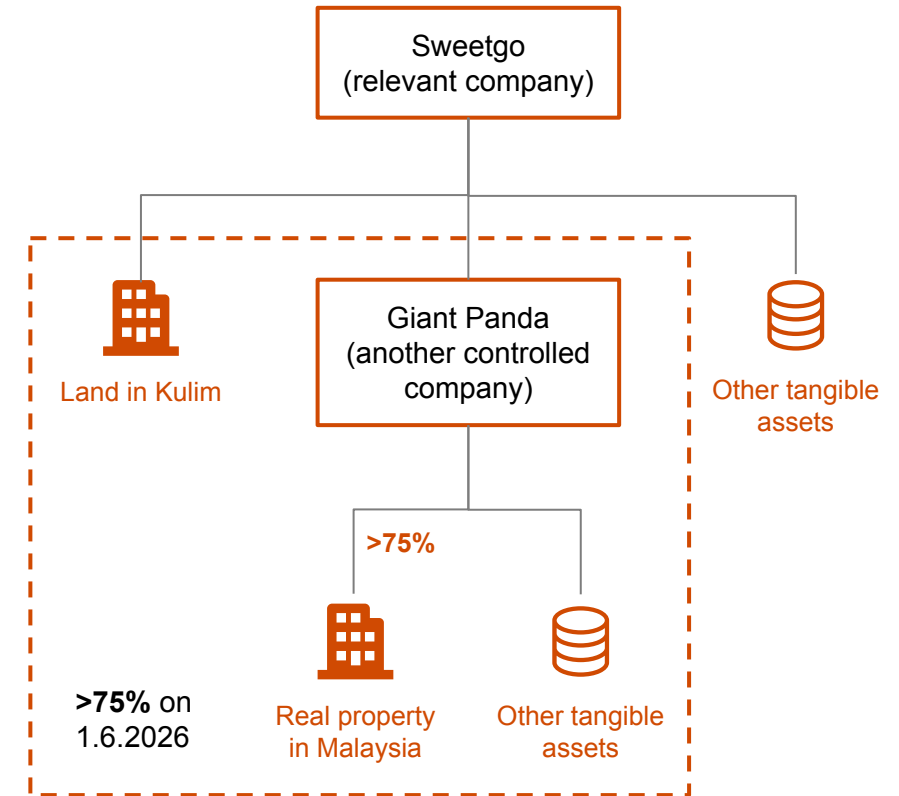 Sweetgo
(relevant company)
Giant Panda
(another controlled
company)
Land in Kulim
Other tangible
assets
>75%
>75% on
1.6.2026
Real property
in Malaysia
Other tangible
assets